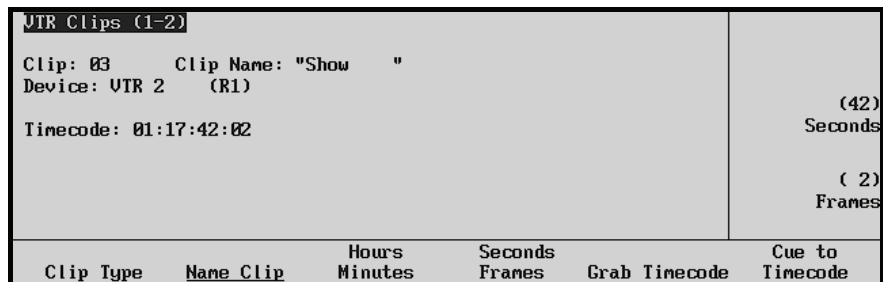 VTR Clips (1-2)
Clip: 03 Clip Name: "Show "
Device: VTR 2 (R1)
Timecode: 01:17:42:02
(42)
Seconds
( 2)
Frames
Clip Type
Name Clip
Hours
Minutes
Seconds
Frames
Grab Timecode
Cue to
Timecode